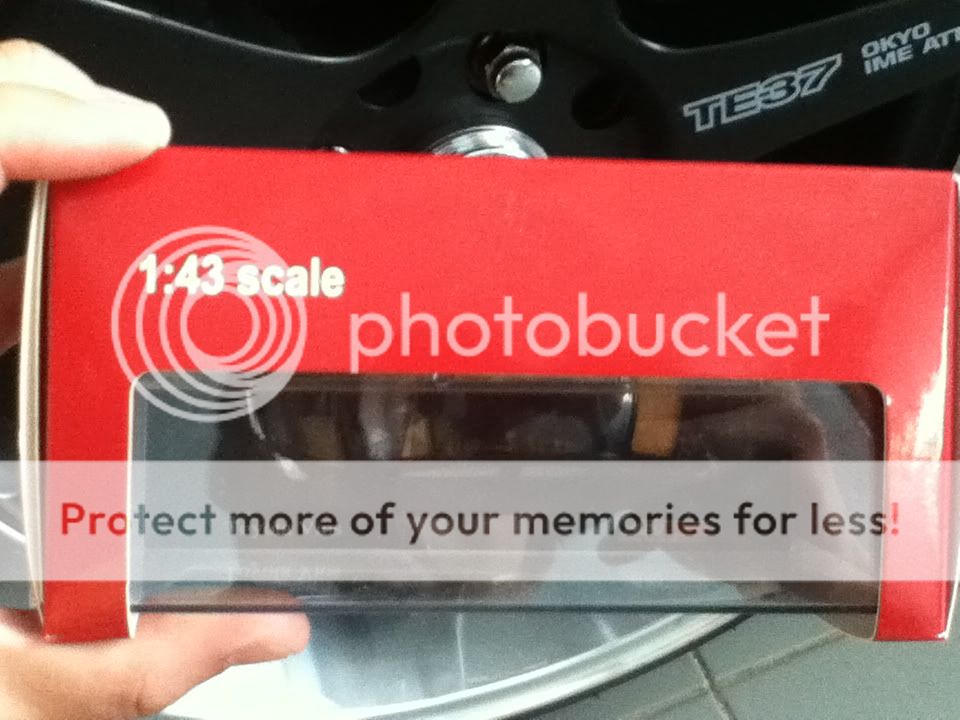 TE37
OKYO
IME ATT
1:43 scale
photobucket
Protect more of your memories for less!